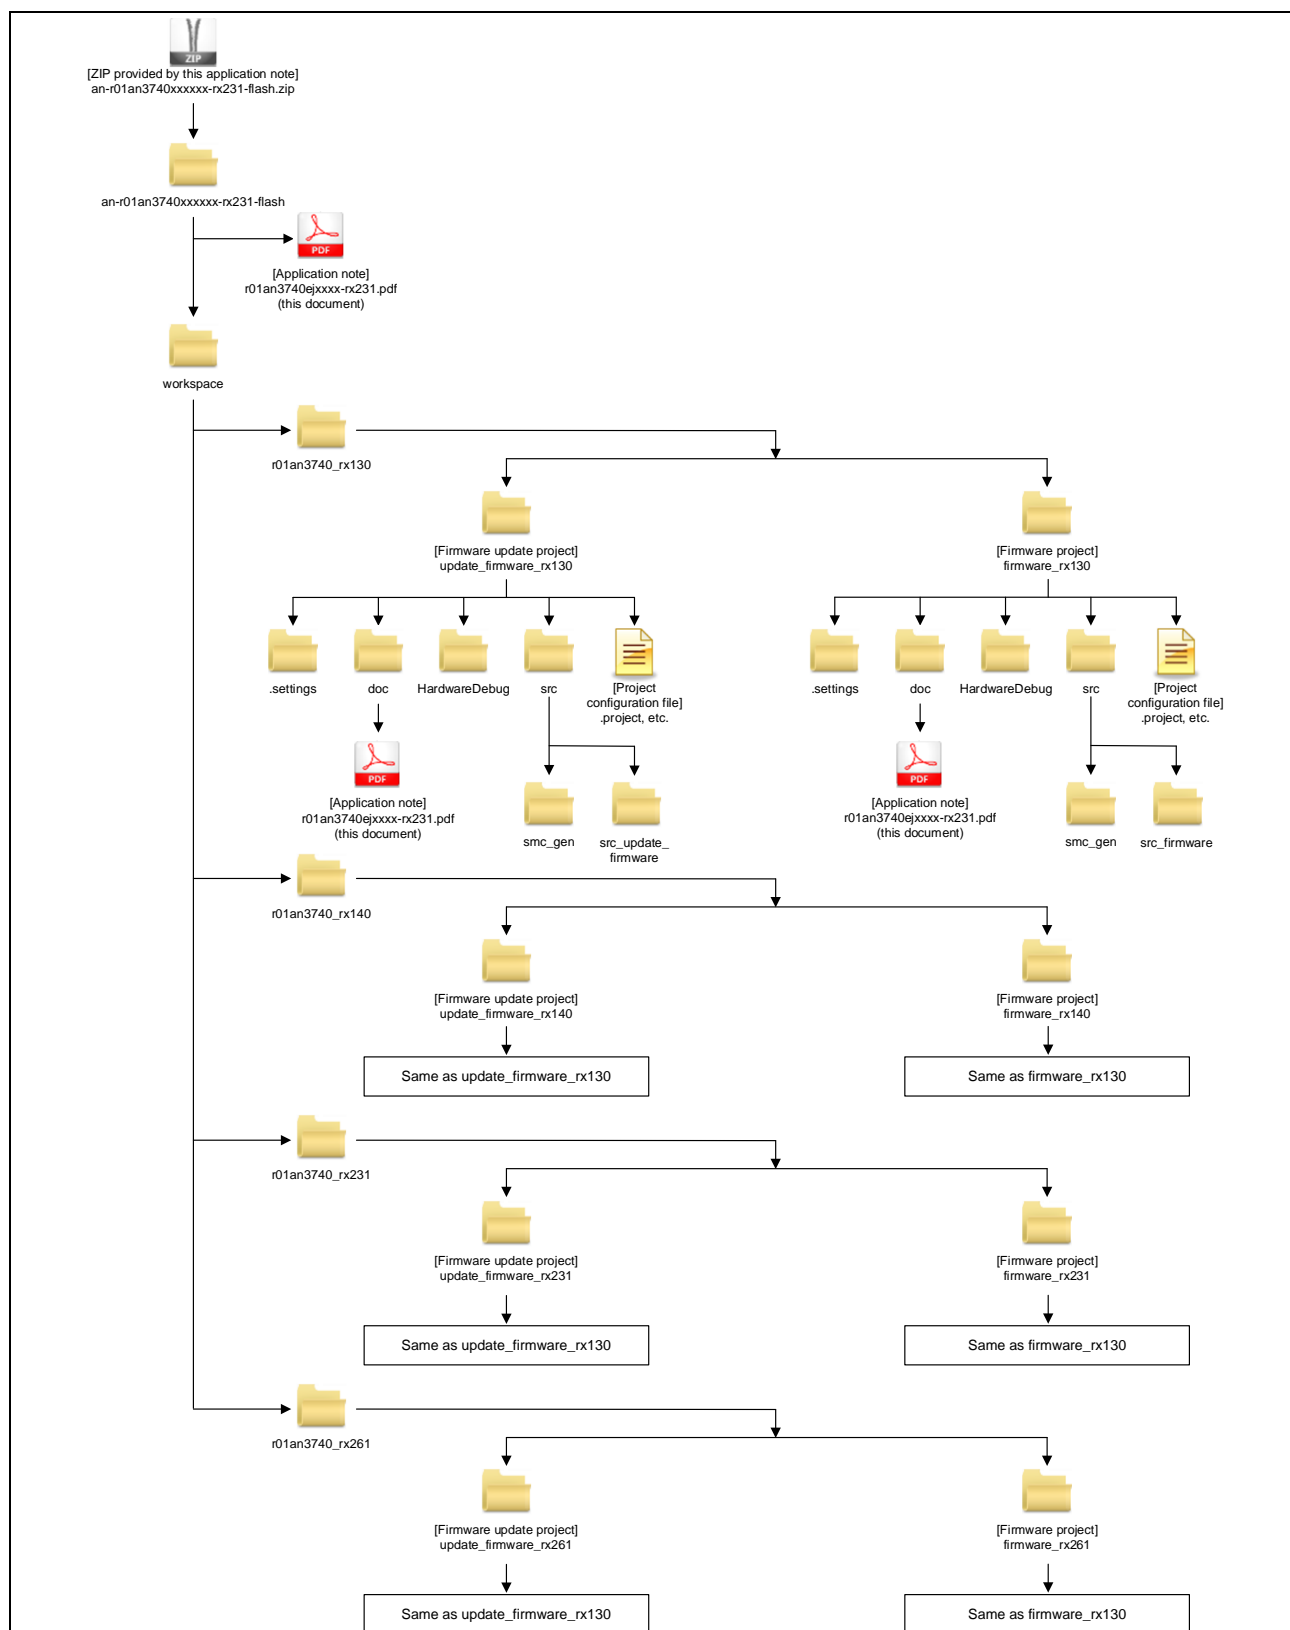 ZIP
[ZIP provided by this application note]
an-r01an3740xxxxxx-rx231-flash.zip
an-r01an3740xxxxxx-rx231-flash
PDF
[Application note]
r01an3740ejxxxx-rx231.pdf
(this document)
workspace
r01an3740_rx130
[Firmware update project]
update_firmware_rx130
[Firmware project]
firmware_rx130
.settings
doc
HardwareDebug
src
[Project
configuration file]
.project, etc.
.settings
doc
HardwareDebug
src
[Project
configuration file]
.project, etc.
PDF
[Application note]
r01an3740ejxxxx-rx231.pdf
(this document)
smc_gen
src_update_
firmware
PDF
[Application note]
r01an3740ejxxxx-rx231.pdf
(this document)
smc_gen
src_firmware
r01an3740_rx140
[Firmware update project]
update_firmware_rx140
[Firmware project]
firmware_rx140
Same as update_firmware_rx130
Same as firmware_rx130
r01an3740_rx231
[Firmware update project]
update_firmware_rx231
[Firmware project]
firmware_rx231
Same as update_firmware_rx130
Same as firmware_rx130
r01an3740_rx261
[Firmware update project]
update_firmware_rx261
[Firmware project]
firmware_rx261
Same as update_firmware_rx130
Same as firmware_rx130